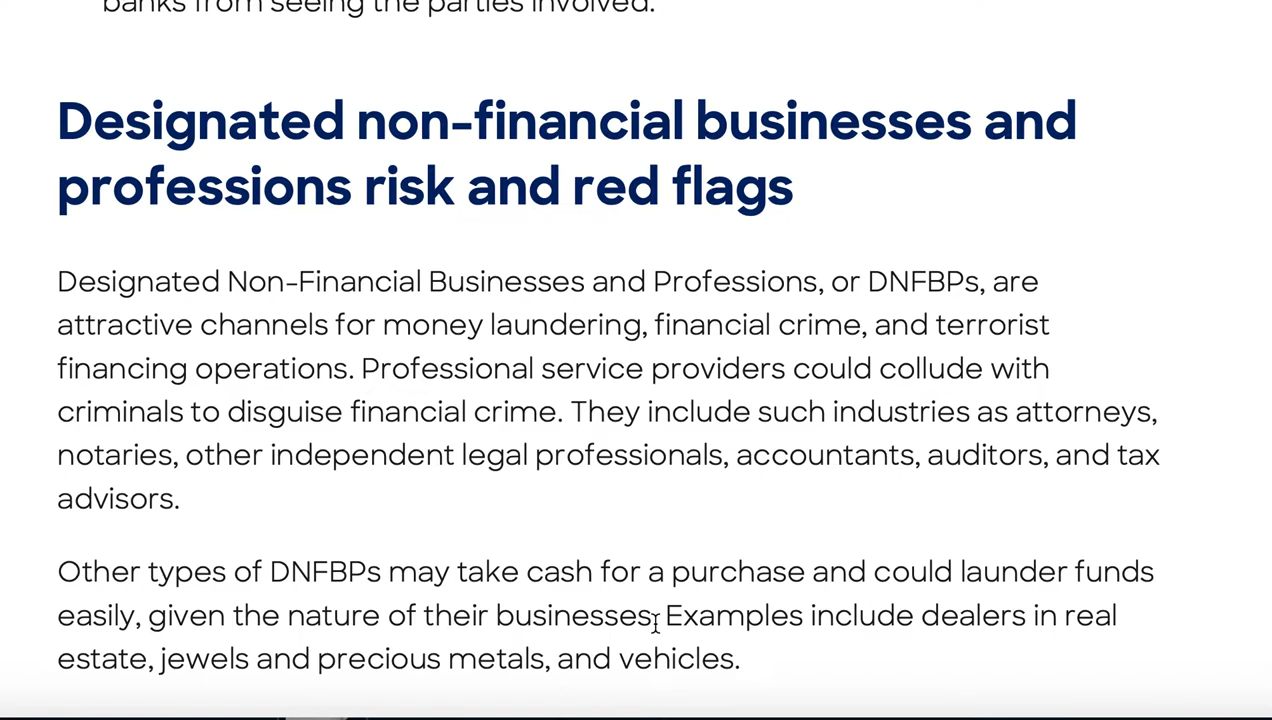 banks from seeing the parties involved.
Designated non-financial businesses and
professions risk and red flags
Designated Non-Financial Businesses and Professions, or DNFBPs, are
attractive channels for money laundering, financial crime, and terrorist
financing operations. Professional service providers could collude with
criminals to disguise financial crime. They include such industries as attorneys,
notaries, other independent legal professionals, accountants, auditors, and tax
advisors.
Other types of DNFBPs may take cash for a purchase and could launder funds
easily, given the nature of their businesses. Examples include dealers in real
estate, jewels and precious metals, and vehicles.